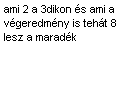 ami 2 a 3dikon és ami a
végeredmény is tehát 8
lesz a maradék